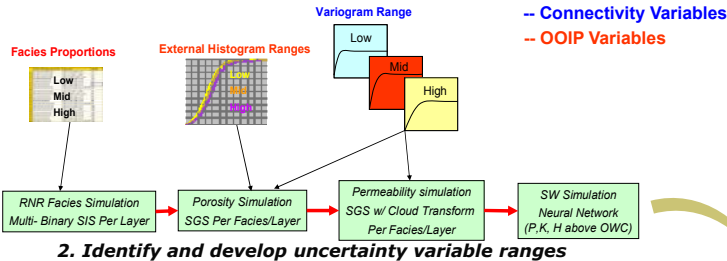 Variogram Range
-- Connectivity Variables
-- OOIP Variables
Facies Proportions
External Histogram Ranges
Low
Mid
High
Low
Mid
High
Low
Mid
High
RNR Facies Simulation
Multi- Binary SIS Per Layer
Porosity Simulation
SGS Per Facies/Layer
Permeability simulation
SGS w/ Cloud Transform
Per Facies/Layer
SW Simulation
Neural Network
(P,K, H above OWC)
2. Identify and develop uncertainty variable ranges